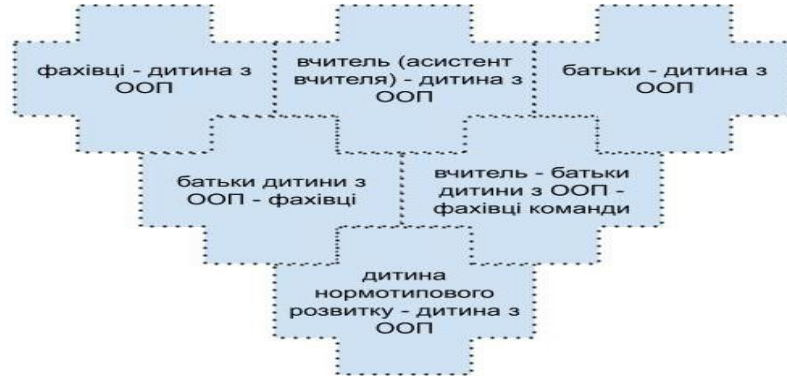 фахівці - дитина з
ООП
вчитель (асистент
вчителя) - дитина з
ООП
батьки - дитина з
ООП
батьки дитини з
ООП - фахівці
вчитель - батьки
дитини з ООП -
фахівці команди
дитина
нормотипового
розвитку - дитина з
ООП